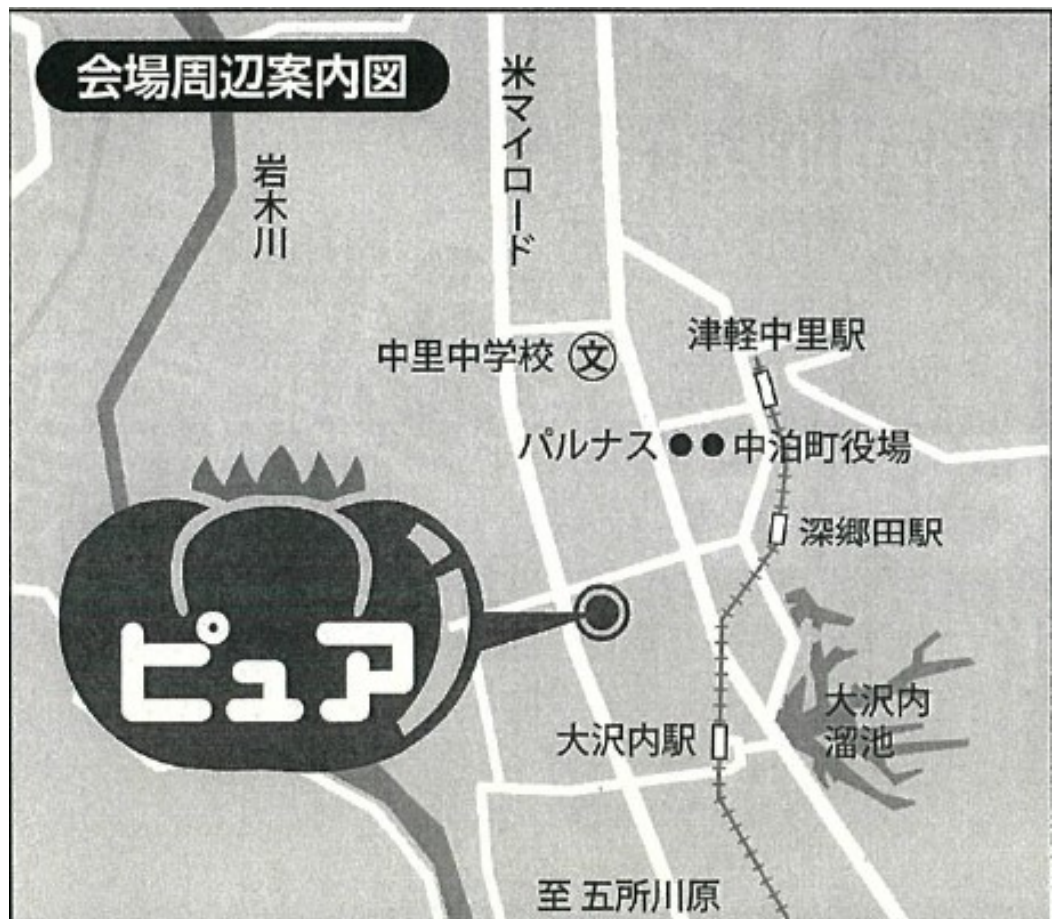 会場周辺案内図
米マイロード
岩木川
津軽中里駅
中里中学校 文
パルナス
中泊町役場
深郷田駅
ピュア
大沢内
溜池
大沢内駅
至 五所川原